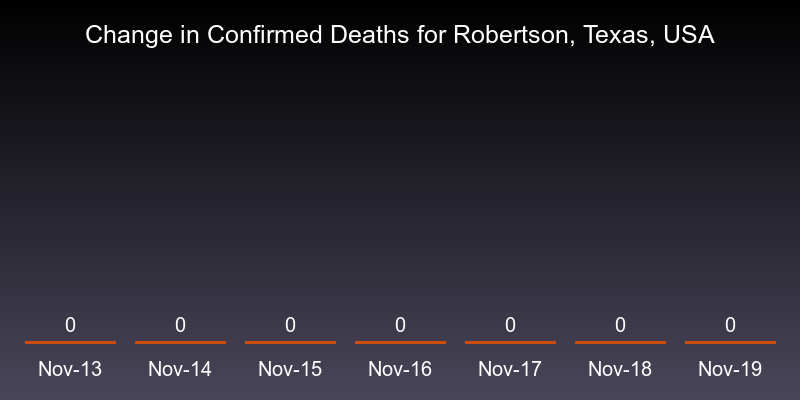 Change in Confirmed Deaths for Robertson, Texas, USA
0 0 0 0 0 0 0
Nov-13 Nov-14 Nov-15 Nov-16 Nov-17 Nov-18 Nov-19